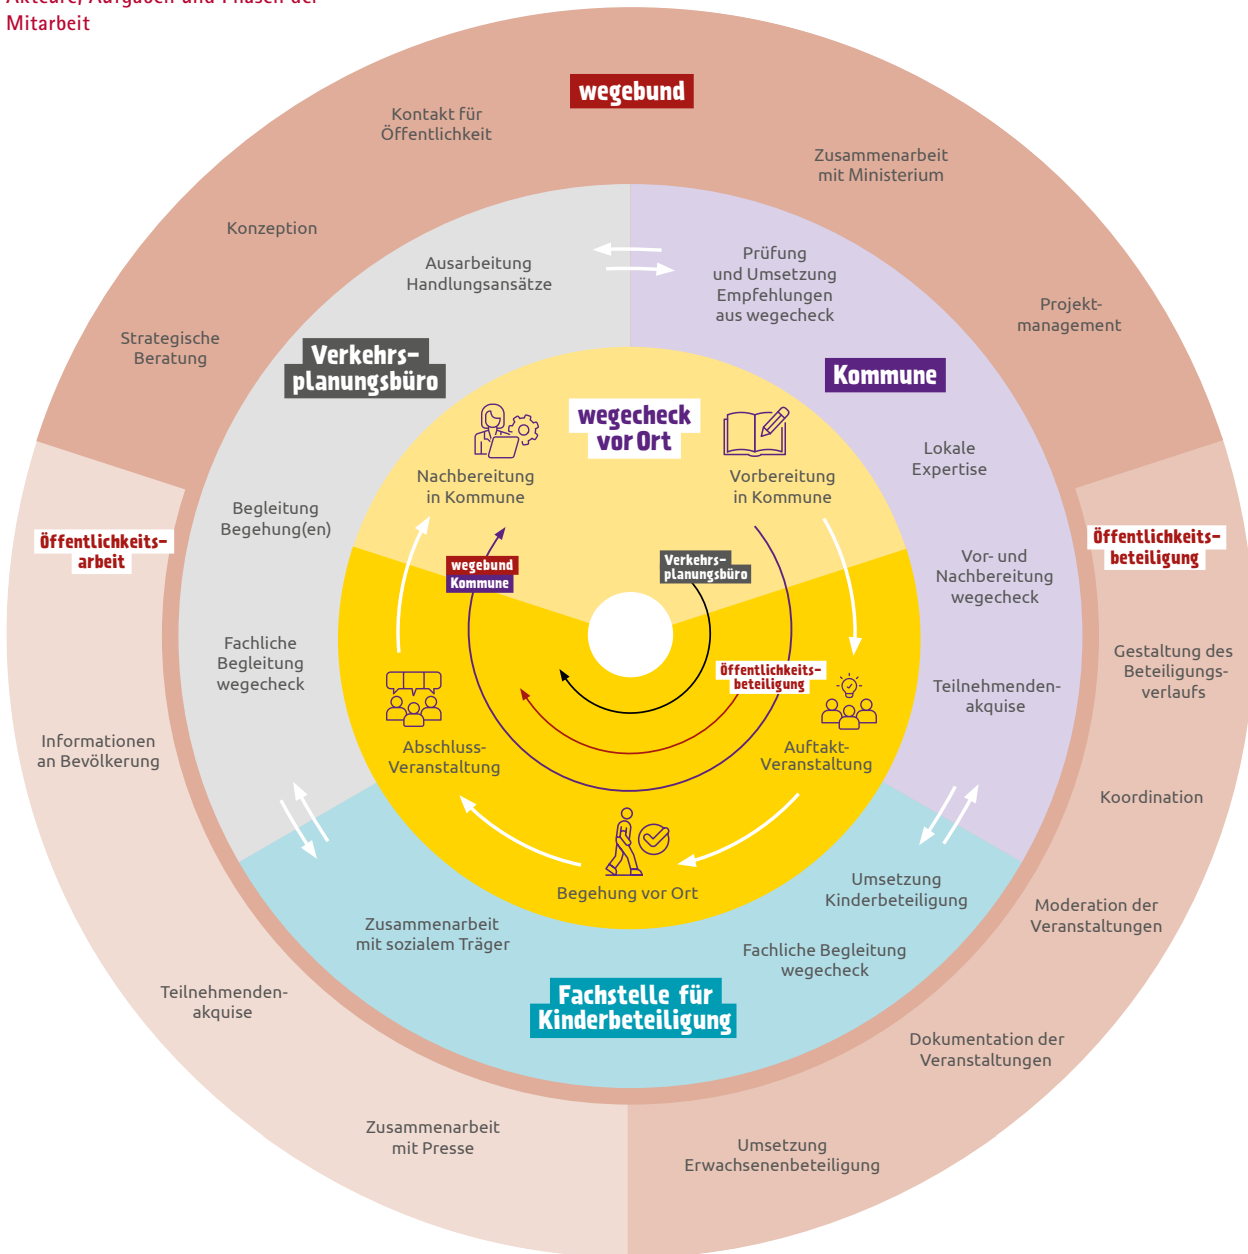 Akteure, Aufgaben und Phasen der
Mitarbeit
wegebund
Kontakt für
Öffentlichkeit
Zusammenarbeit
mit Ministerium
Konzeption
Projekt-
management
Strategische
Beratung
Ausarbeitung
Handlungsansätze
Prüfung
und Umsetzung
Empfehlungen
aus wegecheck
Verkehrs-
planungsbüro
Kommune
wegecheck
vor Ort
Lokale
Expertise
Nachbereitung
in Kommune
Vorbereitung
in Kommune
Begleitung
Begehung(en)
Öffentlichkeits-
arbeit
Öffentlichkeits-
beteiligung
Vor- und
Nachbereitung
wegecheck
wegebund
Kommune
Verkehrs-
planungsbüro
Fachliche
Begleitung
wegecheck
Öffentlichkeits-
beteiligung
Teilnehmenden-
akquise
Gestaltung des
Beteiligungs-
verlaufs
Informationen
an Bevölkerung
Abschluss-
Veranstaltung
Auftakt-
Veranstaltung
Koordination
Begehung vor Ort
Umsetzung
Kinderbeteiligung
Zusammenarbeit
mit sozialem Träger
Fachliche Begleitung
wegecheck
Moderation der
Veranstaltungen
Fachstelle für
Kinderbeteiligung
Teilnehmenden-
akquise
Dokumentation der
Veranstaltungen
Zusammenarbeit
mit Presse
Umsetzung
Erwachsenenbeteiligung